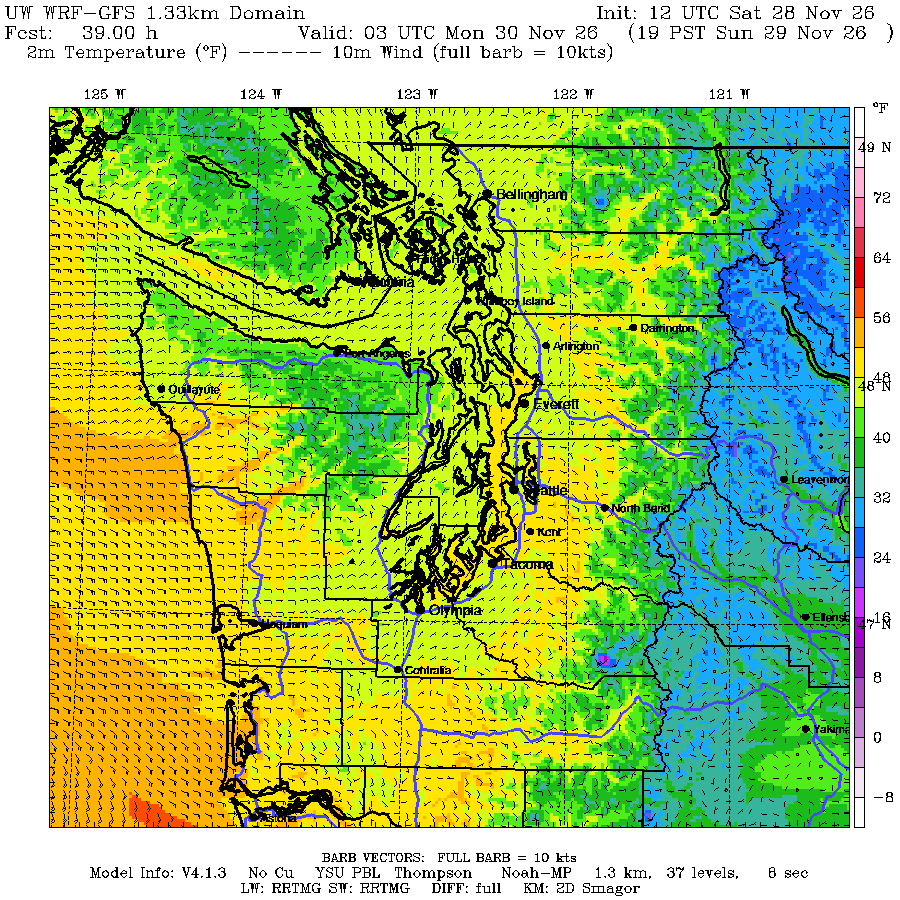 UW WRF-GFS 1.33km Domain Init: 12 UTC Sat 28 Nov 26
Fcst: 39.00 h Valid: 03 UTC Mon 30 Nov 26 (19 PST Sun 29 Nov 26 )
2m Temperature (°F) ------ 10m Wind (full barb = 10kts)
125 W 124 W 123 W 122 W 121 W
°F
49 N
Bellingham
72
64
Island
56
Darrington
Arlington
Port Angeles
48
48 N
Quillayute
Everett
40
Leavenwor
Seattle
32
North Bend
Kent
24
Tacoma
Olympia
16
Ellensb
47 N
Hoquiam
Centralia
8
Yakima
0
-8
Astoria
BARB VECTORS: FULL BARB = 10 kts
Model Info: V4.1.3 No Cu YSU PBL Thompson Noah-MP 1.3 km, 37 levels, 8 sec
LW: RRTMG SW: RRTMG DIFF: full KM: 2D Smagor